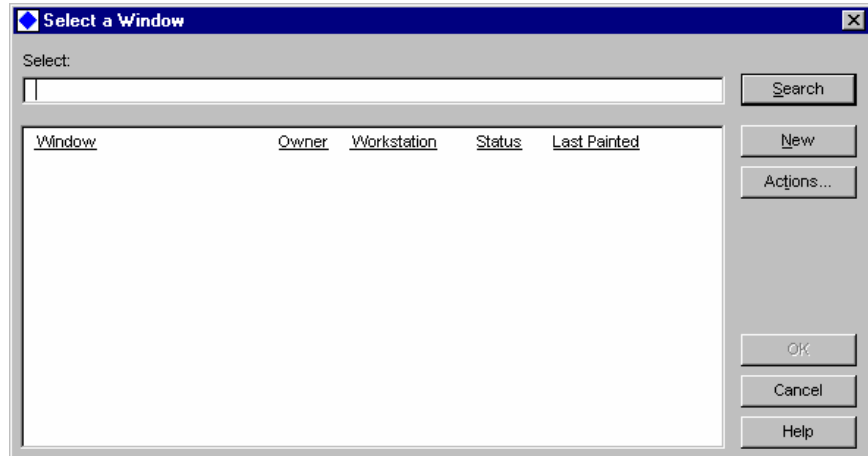 Select a Window
Select:
Search
Window Owner Workstation Status Last Painted
New
Actions...
OK
Cancel
Help